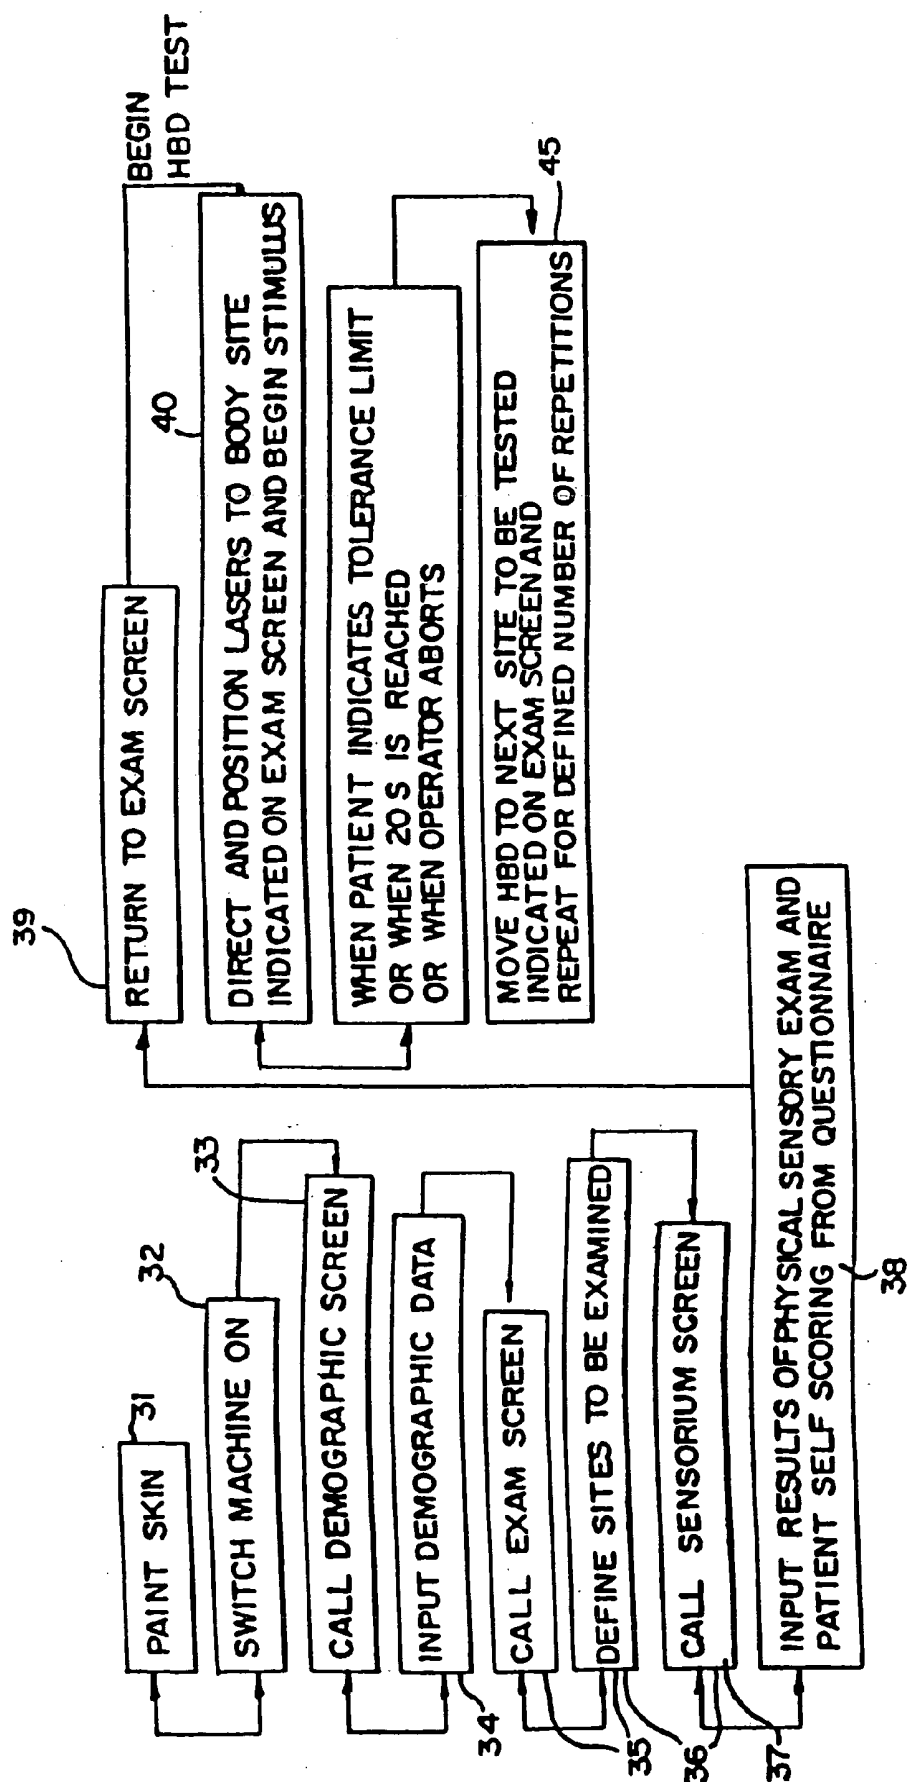 31
PAINT SKIN
32
SWITCH MACHINE ON
33
CALL DEMOGRAPHIC SCREEN
INPUT DEMOGRAPHIC DATA
34
CALL EXAM SCREEN
35
DEFINE SITES TO BE EXAMINED
36
CALL SENSORIUM SCREEN
37
INPUT RESULTS OF PHYSICAL SENSORY EXAM AND
PATIENT SELF SCORING FROM QUESTIONNAIRE
38
39
RETURN TO EXAM SCREEN
BEGIN
HBD TEST
40
DIRECT AND POSITION LASERS TO BODY SITE
INDICATED ON EXAM SCREEN AND BEGIN STIMULUS
WHEN PATIENT INDICATES TOLERANCE LIMIT
OR WHEN 20 S IS REACHED
OR WHEN OPERATOR ABORTS
MOVE HBD TO NEXT SITE TO BE TESTED
INDICATED ON EXAM SCREEN AND
REPEAT FOR DEFINED NUMBER OF REPETITIONS
45